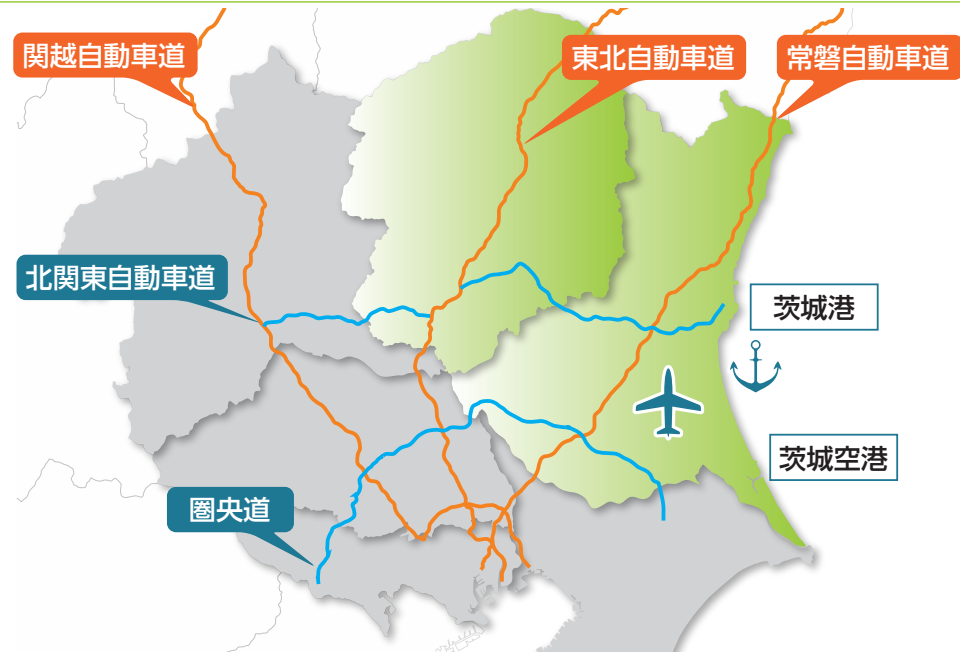 関越自動車道
東北自動車道
常磐自動車道
北関東自動車道
茨城港
茨城空港
圏央道